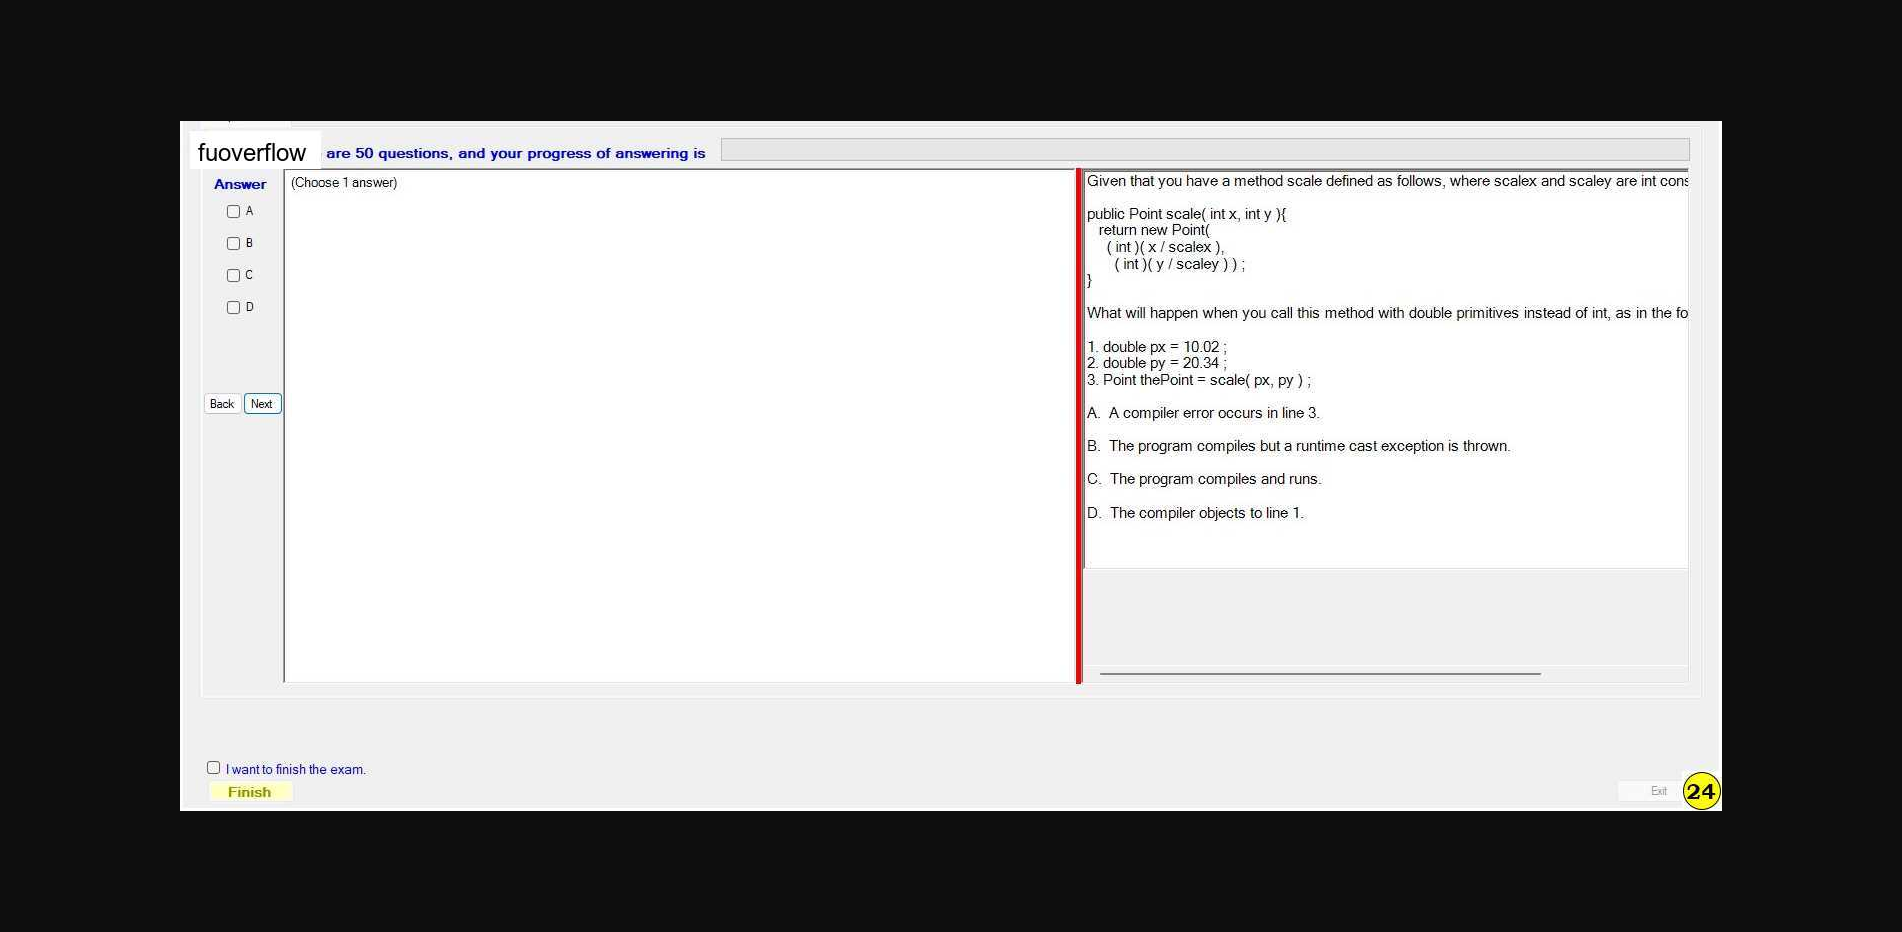 fuoverflow are 50 questions, and your progress of answering is
Answer
A
B
C
D
Back Next
(Choose 1 answer)
Given that you have a method scale defined as follows, where scalex and scaley are int cons
public Point scale( int x, int y ){
return new Point(
( int )( x / scalex ),
( int )( y / scaley ) ) ;
}
What will happen when you call this method with double primitives instead of int, as in the fo
1. double px = 10.02 ;
2. double py = 20.34 ;
3. Point thePoint = scale( px, py ) ;
A. A compiler error occurs in line 3.
B. The program compiles but a runtime cast exception is thrown.
C. The program compiles and runs.
D. The compiler objects to line 1.
I want to finish the exam.
Finish
Exit
24